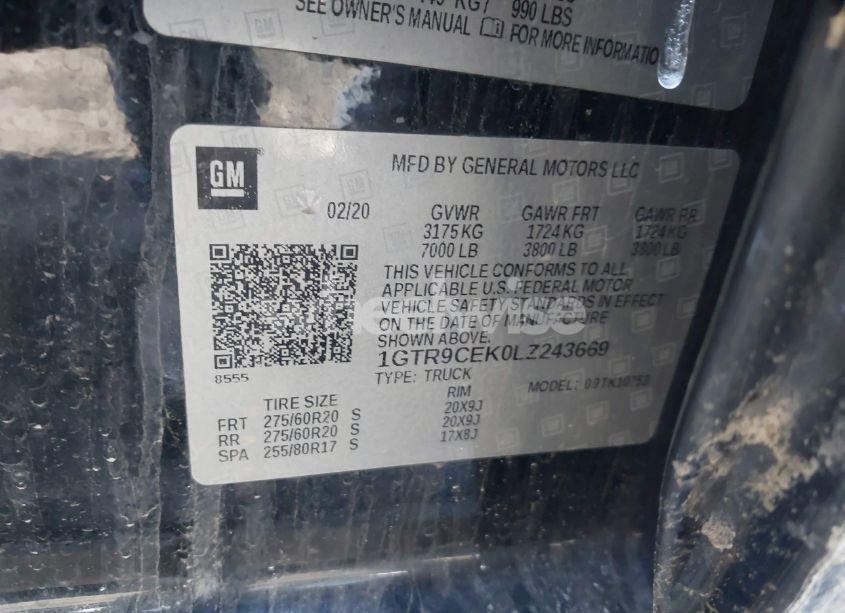 990 LBS
SEE OWNER'S MANUAL FOR MORE INFORMATION
GM
MFD BY GENERAL MOTORS LLC
02/20
GVWR GAWR FRT GAWR RR
3175 KG 1724 KG 1724 KG
7000 LB 3800 LB 3800 LB
THIS VEHICLE CONFORMS TO ALL
APPLICABLE U.S. FEDERAL MOTOR
VEHICLE SAFETY STANDARDS IN EFFECT
ON THE DATE OF MANUFACTURE
SHOWN ABOVE.
1GTR9CEK0LZ243669
8555
TYPE: TRUCK MODEL:
TIRE SIZE RIM
FRT 275/60R20 S 20X9J
RR 275/60R20 S 20X9J
SPA 255/80R17 S 17X8J